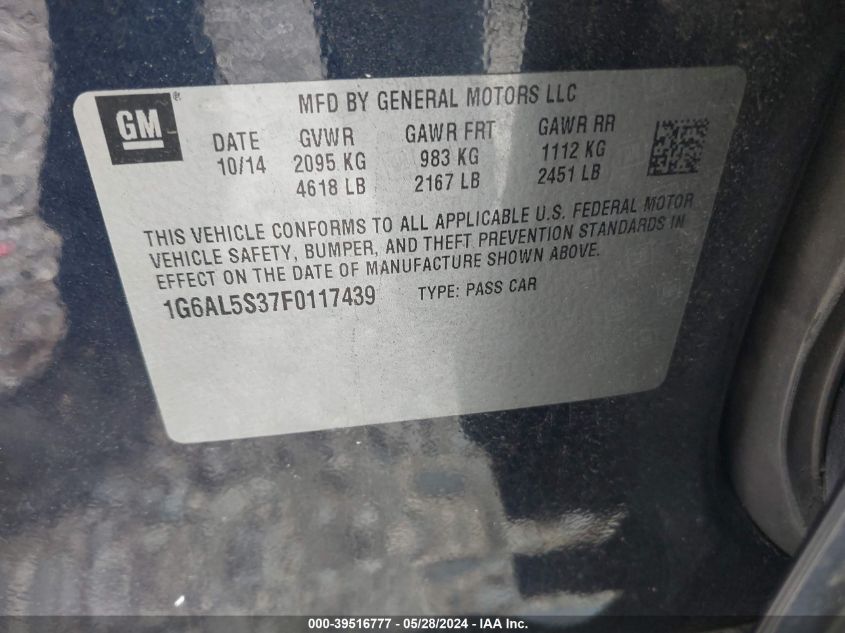 GM
®
MFD BY GENERAL MOTORS LLC
DATE GVWR GAWR FRT GAWR RR
10/14 2095 KG 983 KG 1112 KG
4618 LB 2167 LB 2451 LB
THIS VEHICLE CONFORMS TO ALL APPLICABLE U.S. FEDERAL MOTOR
VEHICLE SAFETY, BUMPER, AND THEFT PREVENTION STANDARDS IN
EFFECT ON THE DATE OF MANUFACTURE SHOWN ABOVE.
1G6AL5S37F0117439 TYPE: PASS CAR
000-39516777 - 05/28/2024 - IAA Inc.